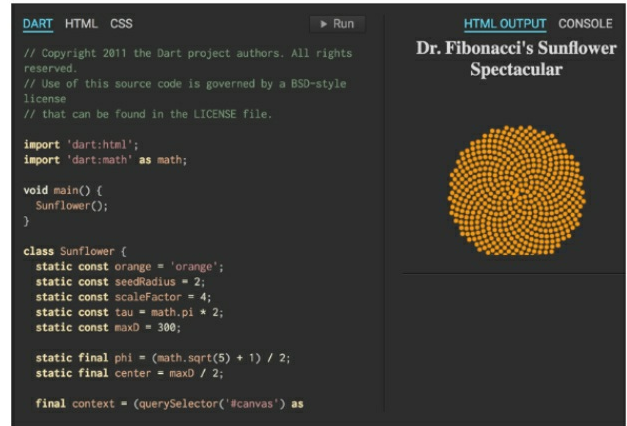 DART HTML CSS
Run
// Copyright 2011 the Dart project authors. All rights
reserved.
// Use of this source code is governed by a BSD-style
license
// that can be found in the LICENSE file.
import 'dart:html';
import 'dart:math' as math;
void main() {
Sunflower();
}
class Sunflower {
static const orange = 'orange';
static const seedRadius = 2;
static const scaleFactor = 4;
static const tau = math.pi * 2;
static const maxD = 300;
static final phi = (math.sqrt(5) + 1) / 2;
static final center = maxD / 2;
final context = (querySelector('#canvas') as
HTML OUTPUT CONSOLE
Dr. Fibonacci's Sunflower
Spectacular